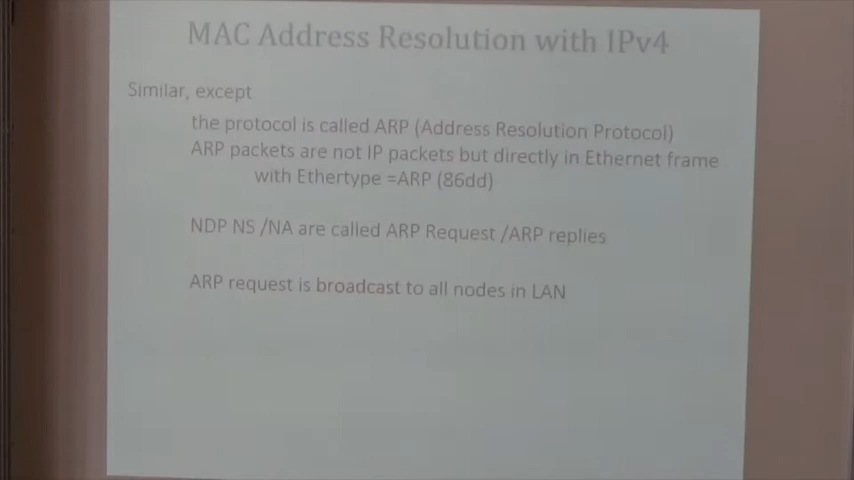 MAC Address Resolution with IPv4
Similar, except
the protocol is called ARP (Address Resolution Protocol)
ARP packets are not IP packets but directly in Ethernet frame
with Ethertype =ARP (86dd)
NDP NS /NA are called ARP Request /ARP replies
ARP request is broadcast to all nodes in LAN